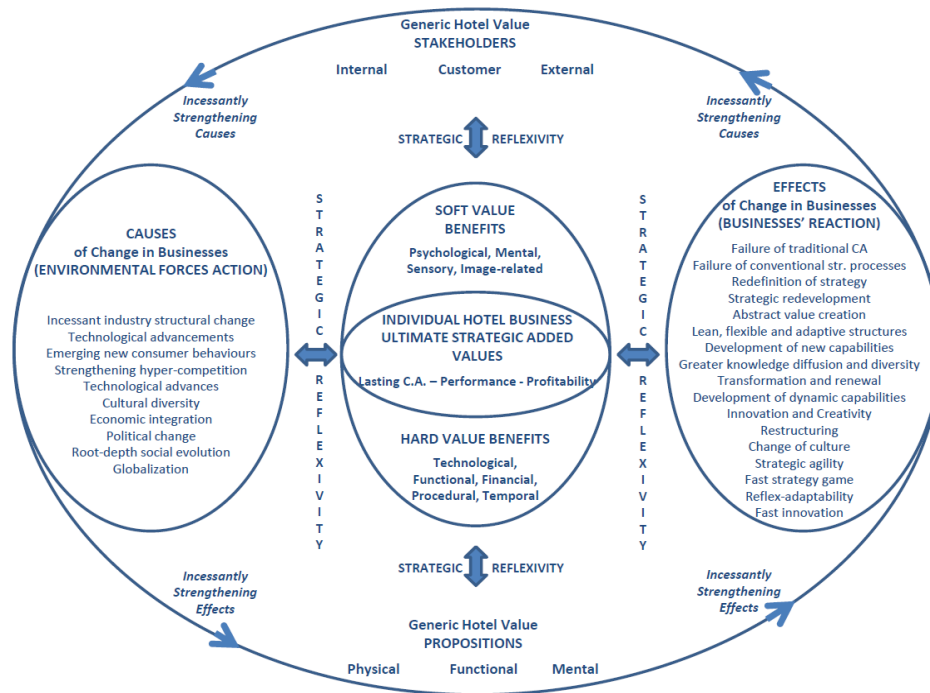 Generic Hotel Value
STAKEHOLDERS
Internal Customer External
Incessantly
Strengthening
Causes
Incessantly
Strengthening
Causes
STRATEGIC REFLEXIVITY
CAUSES
of Change in Businesses
(ENVIRONMENTAL FORCES ACTION)
Incessant industry structural change
Technological advancements
Emerging new consumer behaviours
Strengthening hyper-competition
Technological advances
Cultural diversity
Economic integration
Political change
Root-depth social evolution
Globalization
STRATEGIC REFLEXIVITY
SOFT VALUE
BENEFITS
Psychological, Mental,
Sensory, Image-related
INDIVIDUAL HOTEL BUSINESS
ULTIMATE STRATEGIC ADDED
VALUES
Lasting C.A. – Performance - Profitability
HARD VALUE BENEFITS
Technological,
Functional, Financial,
Procedural, Temporal
STRATEGIC REFLEXIVITY
EFFECTS
of Change in Businesses
(BUSINESSES’ REACTION)
Failure of traditional CA
Failure of conventional str. processes
Redefinition of strategy
Strategic redevelopment
Abstract value creation
Lean, flexible and adaptive structures
Development of new capabilities
Greater knowledge diffusion and diversity
Transformation and renewal
Development of dynamic capabilities
Innovation and Creativity
Restructuring
Change of culture
Strategic agility
Fast strategy game
Reflex-adaptability
Fast innovation
STRATEGIC REFLEXIVITY
Incessantly
Strengthening
Effects
Incessantly
Strengthening
Effects
Generic Hotel Value
PROPOSITIONS
Physical Functional Mental